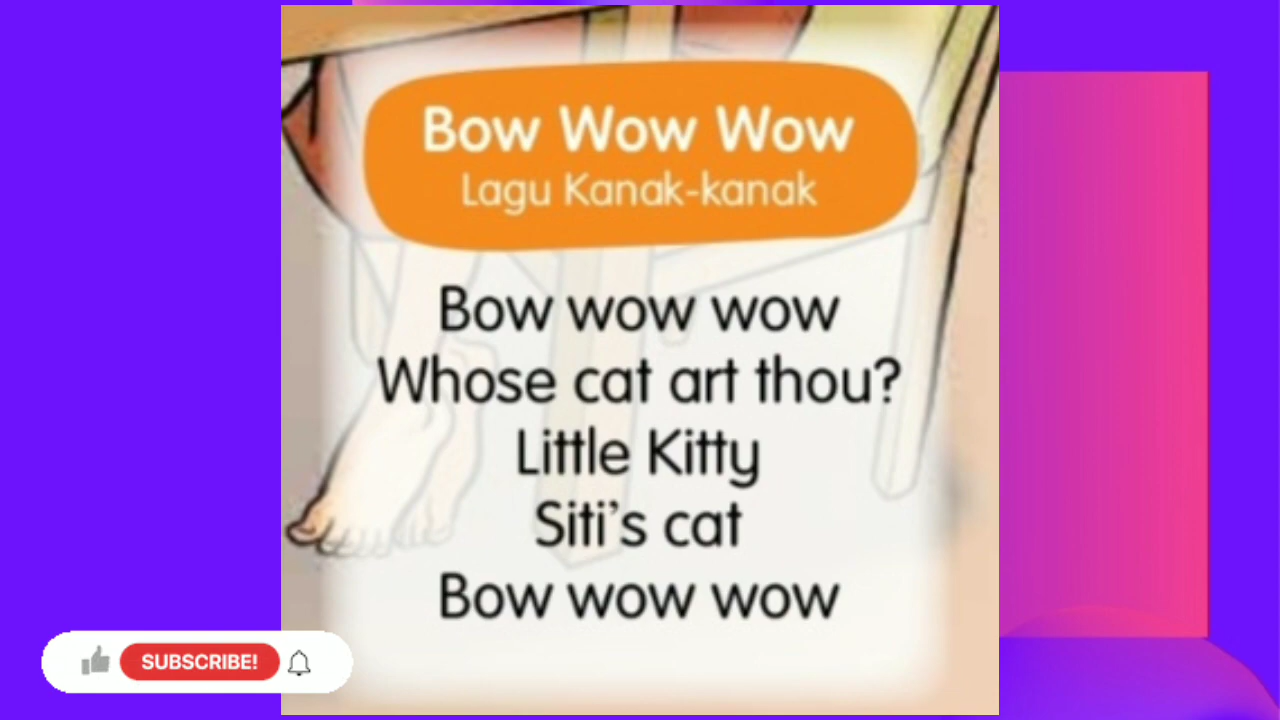 Bow Wow Wow
Lagu Kanak-kanak
Bow wow wow
Whose cat art thou?
Little Kitty
Siti's cat
Bow wow wow
SUBSCRIBE!